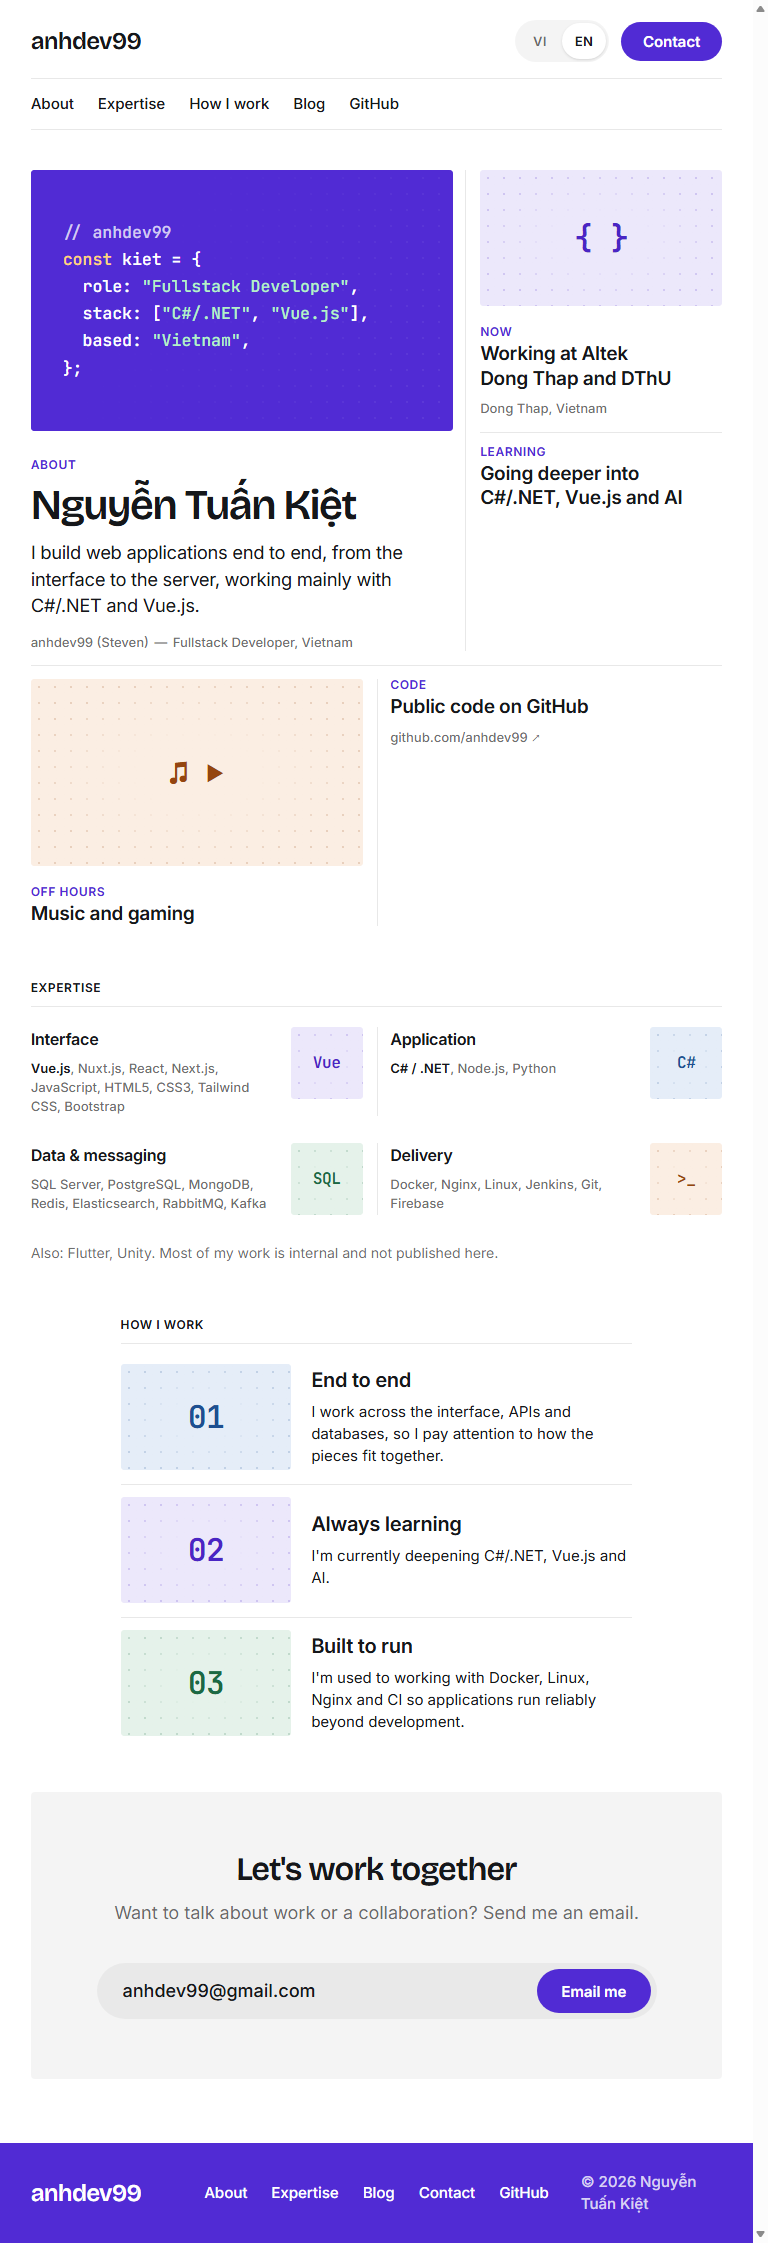 anhdev99
VI EN Contact
About Expertise How I work Blog GitHub
// anhdev99
const kiet = {
role: "Fullstack Developer",
stack: ["C#/.NET", "Vue.js"],
based: "Vietnam",
};
ABOUT
Nguyễn Tuấn Kiệt
I build web applications end to end, from the
interface to the server, working mainly with
C#/.NET and Vue.js.
anhdev99 (Steven) — Fullstack Developer, Vietnam
{ }
NOW
Working at Altek
Dong Thap and DThU
Dong Thap, Vietnam
LEARNING
Going deeper into
C#/.NET, Vue.js and AI
♫ ▶
OFF HOURS
Music and gaming
CODE
Public code on GitHub
github.com/anhdev99 ↗
EXPERTISE
Interface
Vue.js, Nuxt.js, React, Next.js,
JavaScript, HTML5, CSS3, Tailwind
CSS, Bootstrap
Vue
Application
C# / .NET, Node.js, Python
C#
Data & messaging
SQL Server, PostgreSQL, MongoDB,
Redis, Elasticsearch, RabbitMQ, Kafka
SQL
Delivery
Docker, Nginx, Linux, Jenkins, Git,
Firebase
>_
Also: Flutter, Unity. Most of my work is internal and not published here.
HOW I WORK
01
End to end
I work across the interface, APIs and
databases, so I pay attention to how the
pieces fit together.
02
Always learning
I'm currently deepening C#/.NET, Vue.js and
AI.
03
Built to run
I'm used to working with Docker, Linux,
Nginx and CI so applications run reliably
beyond development.
Let's work together
Want to talk about work or a collaboration? Send me an email.
anhdev99@gmail.com Email me
anhdev99 About Expertise Blog Contact GitHub
© 2026 Nguyễn
Tuấn Kiệt